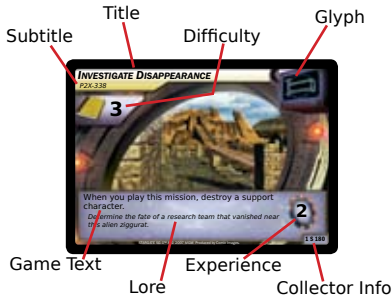 Title
Glyph
Subtitle
Difficulty
INVESTIGATE DISAPPEARANCE
P2X-338
3
When you play this mission, destroy a support
character.
Determine the fate of a research team that vanished near
this alien ziggurat.
2
1 S 180
Game Text
Experience
Lore
Collector Info